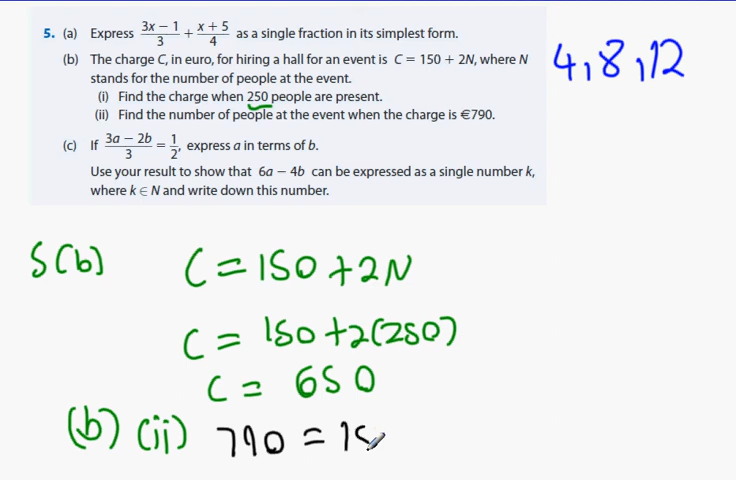 5. (a) Express (3x − 1)/3 + (x + 5)/4 as a single fraction in its simplest form.
(b) The charge C, in euro, for hiring a hall for an event is C = 150 + 2N, where N
stands for the number of people at the event.
(i) Find the charge when 250 people are present.
(ii) Find the number of people at the event when the charge is €790.
(c) If (3a − 2b)/3 = 1/2, express a in terms of b.
Use your result to show that 6a − 4b can be expressed as a single number k,
where k ∈ N and write down this number.
4,8,12
5(b) C = 150 + 2N
C = 150 + 2(250)
C = 650
(b) (ii) 790 = 15